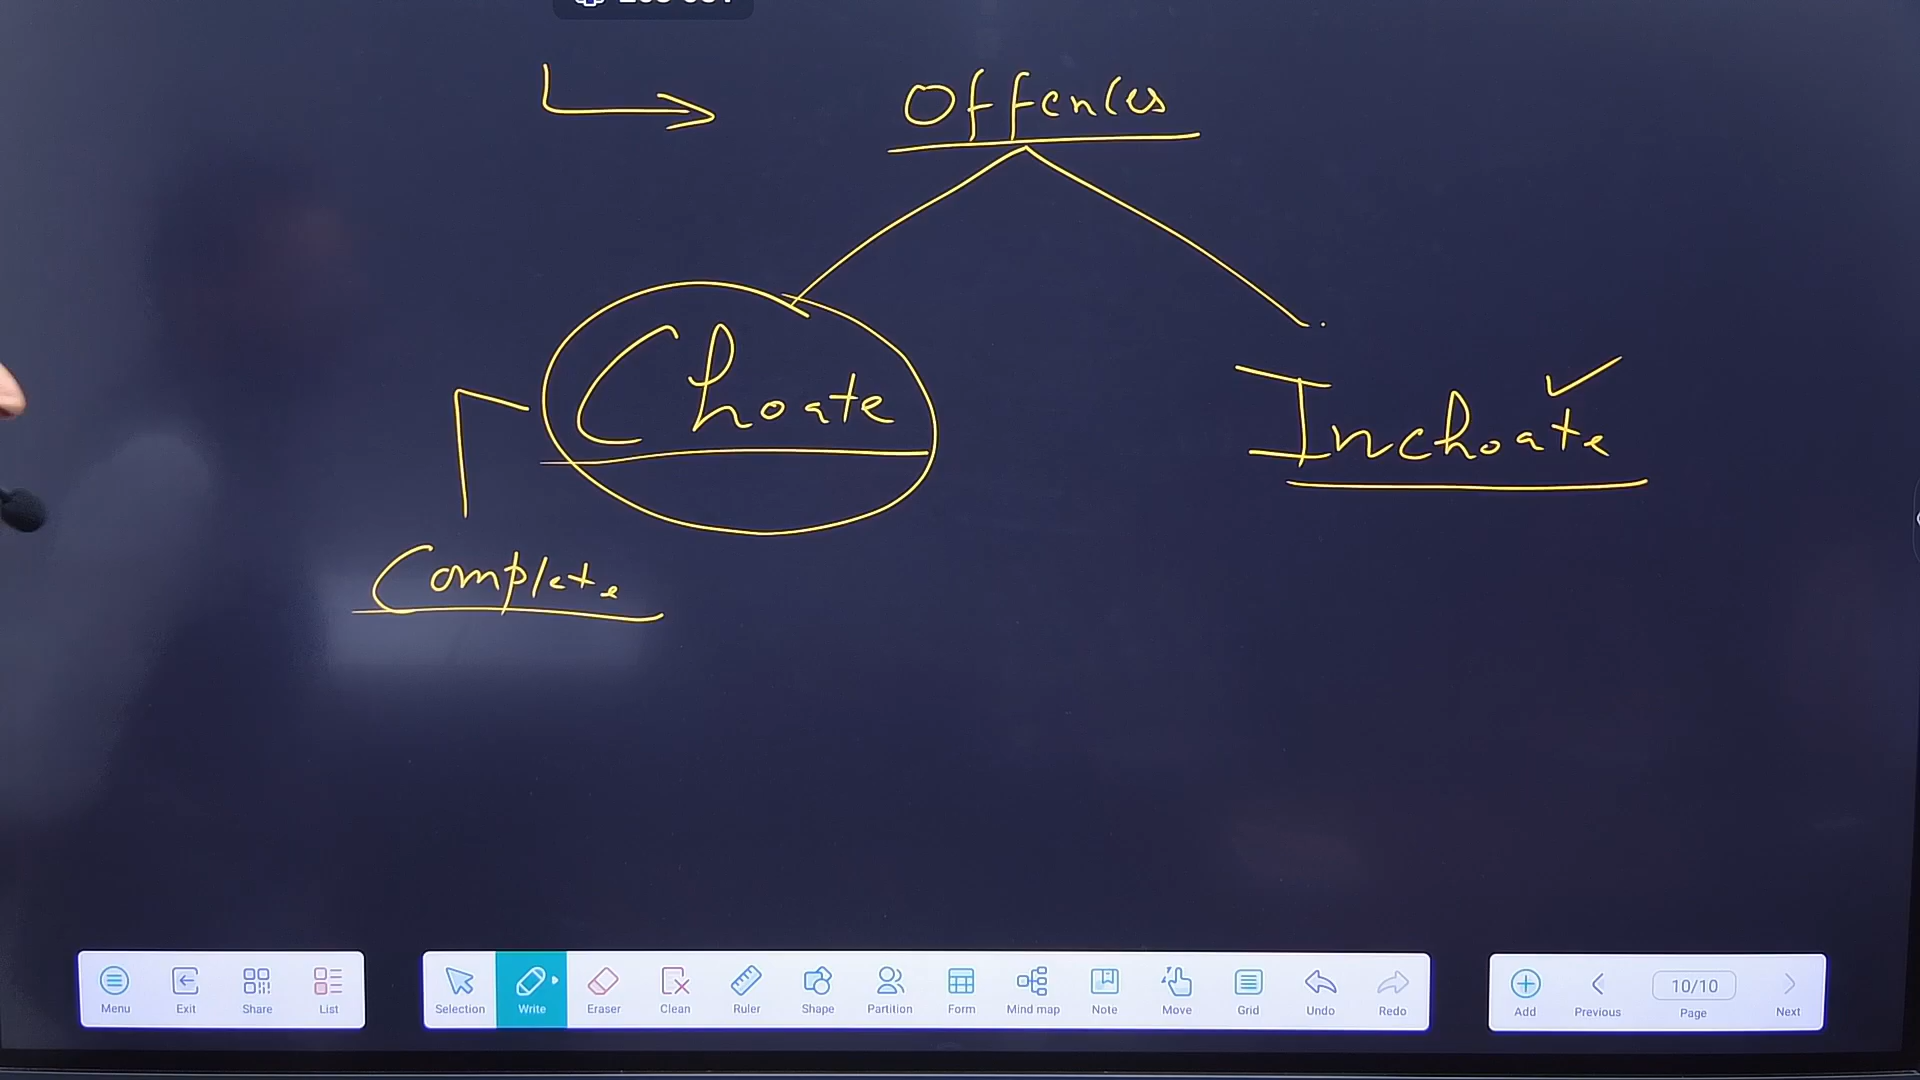 Offences
Choate
Inchoate
Complete
Menu
Exit
Share
List
Selection
Write
Eraser
Clean
Ruler
Shape
Partition
Form
Mind map
Note
Move
Grid
Undo
Redo
Add
Previous
10/10
Page
Next